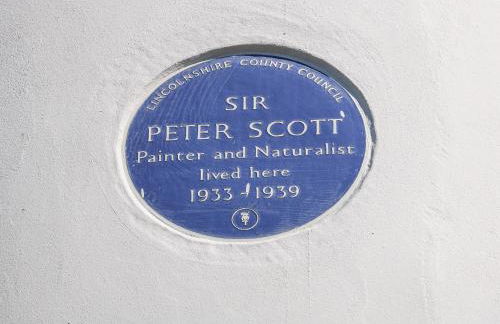 LINCOLNSHIRE COUNTY COUNCIL
SIR
PETER SCOTT
Painter and Naturalist
lived here
1933 - 1939